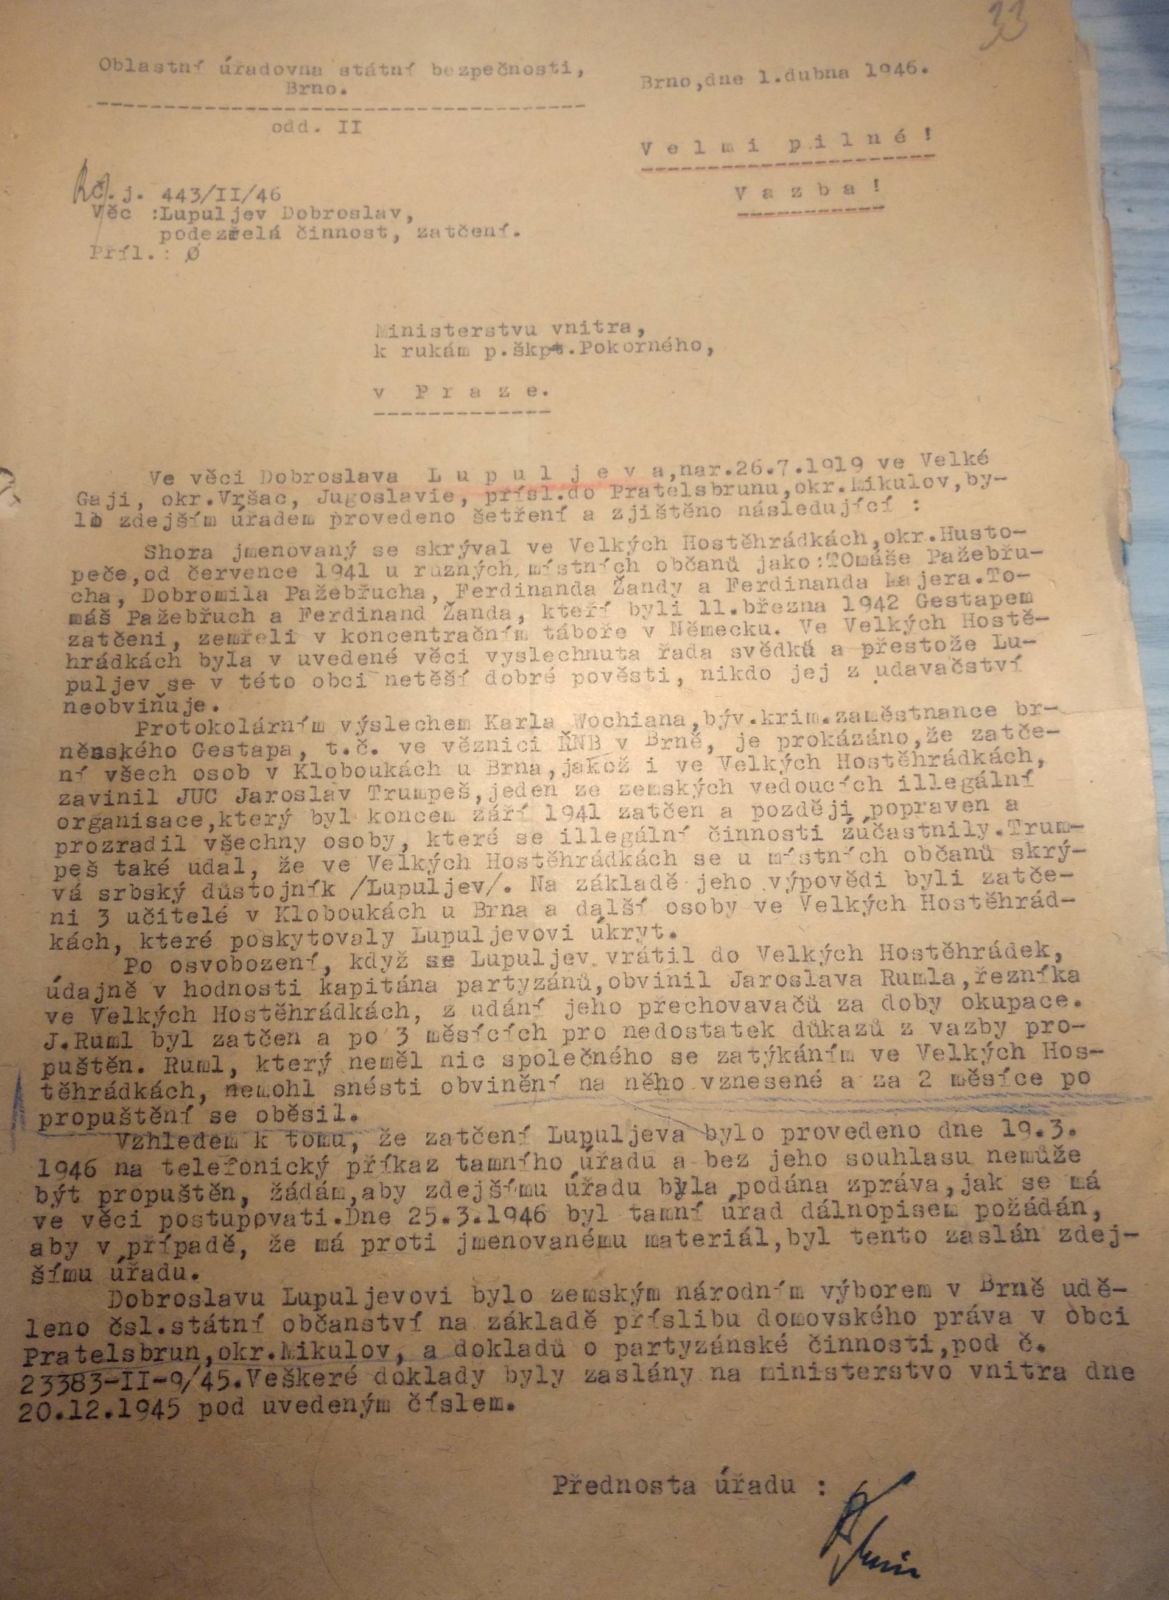 33
Oblastní úřadovna státní bezpečnosti,
Brno.
odd. II
Brno,dne 1.dubna 1946.
V e l m i p i l n é !
V a z b a !
č. j. 443/II/46
Věc :Lupuljev Dobroslav,
podezřelá činnost, zatčení.
Příl.: Ø
Ministerstvu vnitra,
k rukám p.škpt.Pokorného,
v P r a z e.
Ve věci Dobroslava L u p u l j e v a,nar.26.7.1919 ve Velké
Gaji, okr.Vršac, Jugoslavie, přísl.do Pratelsbrunu,okr.Mikulov,by-
lo zdejším úřadem provedeno šetření a zjištěno následující :
Shora jmenovaný se skrýval ve Velkých Hostěhrádkách,okr.Husto-
peče,od července 1941 u různých místních občanů jako:TOmáše Pažebřu-
cha, Dobromila Pažebřucha, Ferdinanda Žandy a Ferdinanda Majera.To-
máš Pažebřuch a Ferdinand Žanda, kteří byli 11.března 1942 Gestapem
zatčeni, zemřeli v koncentračním táboře v Německu. Ve Velkých Hostě-
hrádkách byla v uvedené věci vyslechnuta řada svědků a přestože Lu-
puljev se v této obci netěší dobré pověsti, nikdo jej z udavačství
neobviňuje.
Protokolárním výslechem Karla Wochiana,býv.krim.zaměstnance br-
něnského Gestapa, t.č. ve věznici KNB v Brně, je prokázáno,že zatče-
ní všech osob v Kloboukách u Brna,jakož i ve Velkých Hostěhrádkách,
zavinil JUC Jaroslav Trumpeš,jeden ze zemských vedoucích illegální
organisace,který byl koncem září 1941 zatčen a později popraven a
prozradil všechny osoby, které se illegální činnosti zúčastnily.Trum-
peš také udal, že ve Velkých Hostěhrádkách se u místních občanů skrý-
vá srbský důstojník /Lupuljev/. Na základě jeho výpovědi byli zatče-
ni 3 učitelé v Kloboukách u Brna a další osoby ve Velkých Hostěhrád-
kách, které poskytovaly Lupuljevovi úkryt.
Po osvobození, když se Lupuljev vrátil do Velkých Hostěhrádek,
údajně v hodnosti kapitána partyzánů,obvinil Jaroslava Rumla,řezníka
ve Velkých Hostěhrádkách, z udání jeho přechovavačů za doby okupace.
J.Ruml byl zatčen a po 3 měsících pro nedostatek důkazů z vazby pro-
puštěn. Ruml, který neměl nic společného se zatýkáním ve Velkých Hos-
těhrádkách, nemohl snésti obvinění na něho vznesené a za 2 měsíce po
propuštění se oběsil.
Vzhledem k tomu, že zatčení Lupuljeva bylo provedeno dne 19.3.
1946 na telefonický příkaz tamního úřadu a bez jeho souhlasu nemůže
být propuštěn, žádám,aby zdejšímu úřadu byla podána zpráva,jak se má
ve věci postupovati.Dne 25.3.1946 byl tamní úřad dálnopisem požádán,
aby v případě, že má proti jmenovanému materiál,byl tento zaslán zdej-
šímu úřadu.
Dobroslavu Lupuljevovi bylo zemským národním výborem v Brně udě-
leno čsl.státní občanství na základě příslibu domovského práva v obci
Pratelsbrun,okr.Mikulov, a dokladů o partyzánské činnosti,pod č.
23383-II-9/45.Veškeré doklady byly zaslány na ministerstvo vnitra dne
20.12.1945 pod uvedeným číslem.
Přednosta úřadu :